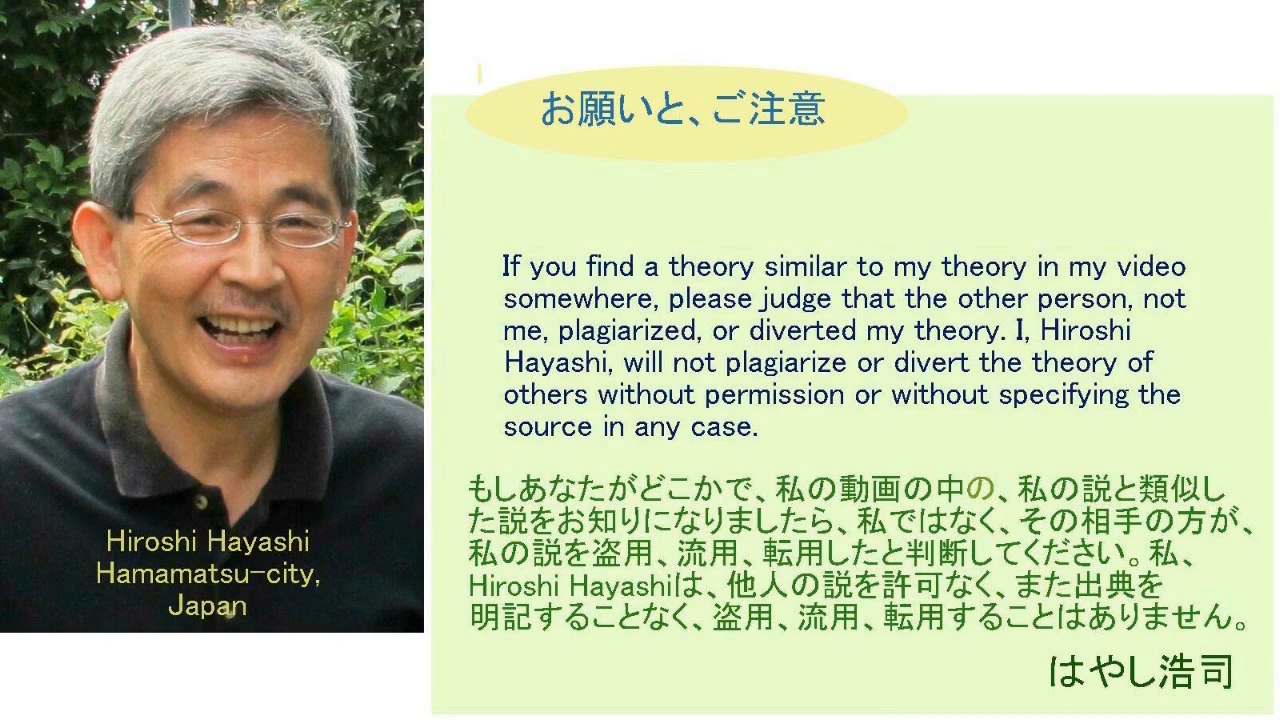 お願いと、ご注意
If you find a theory similar to my theory in my video
somewhere, please judge that the other person, not
me, plagiarized, or diverted my theory. I, Hiroshi
Hayashi, will not plagiarize or divert the theory of
others without permission or without specifying the
source in any case.
もしあなたがどこかで、私の動画の中の、私の説と類似し
た説をお知りになりましたら、私ではなく、その相手の方が、
私の説を盗用、流用、転用したと判断してください。私、
Hiroshi Hayashiは、他人の説を許可なく、また出典を
明記することなく、盗用、流用、転用することはありません。
はやし浩司
Hiroshi Hayashi
Hamamatsu-city,
Japan